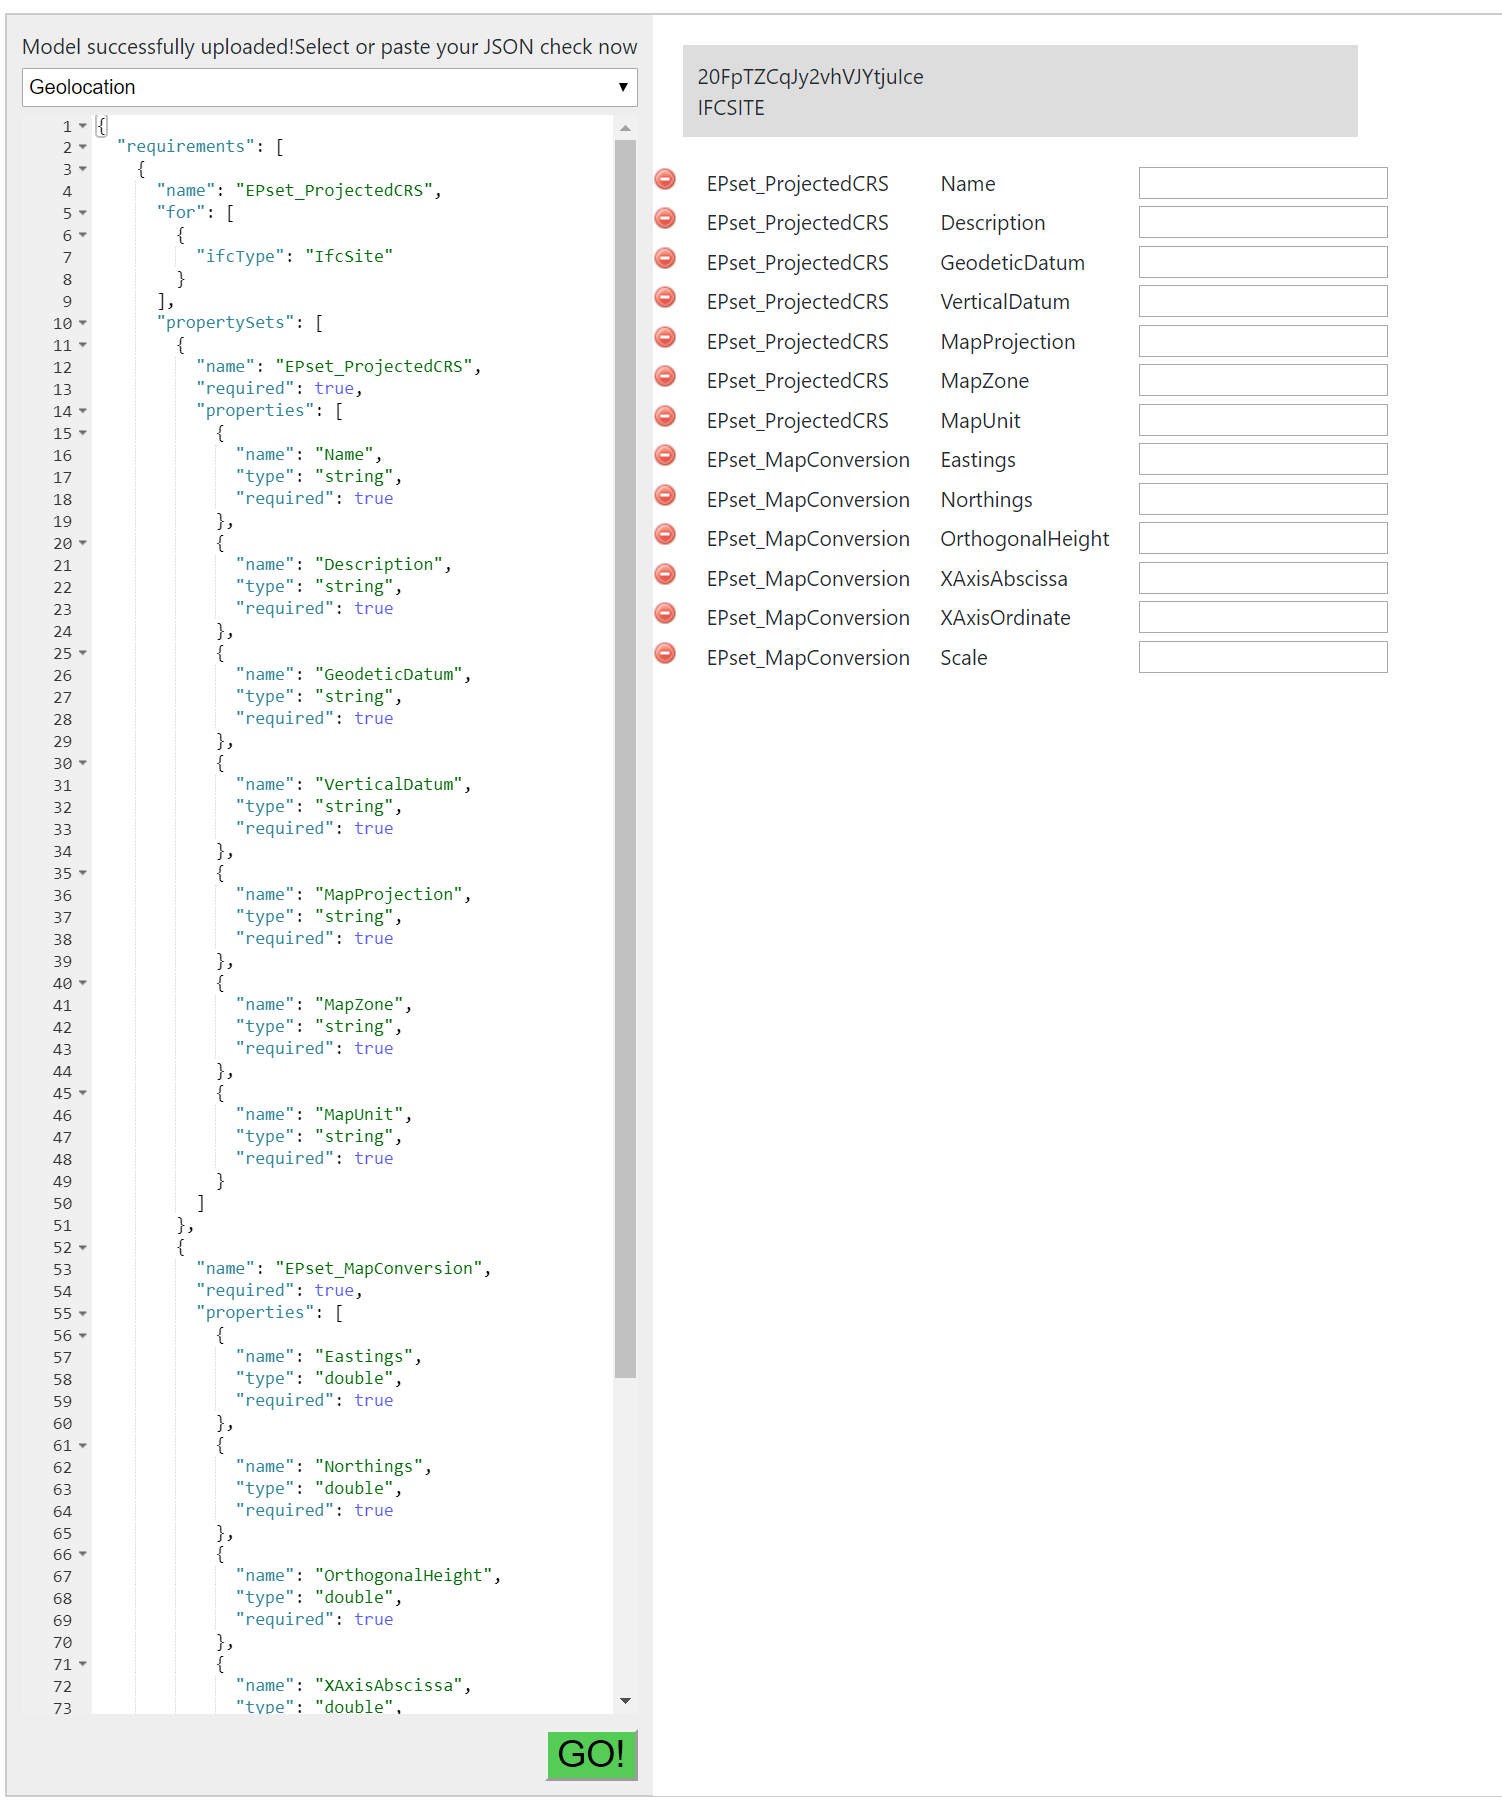 Model successfully uploaded!Select or paste your JSON check now
Geolocation
1 {
2 "requirements": [
3 {
4 "name": "EPset_ProjectedCRS",
5 "for": [
6 {
7 "ifcType": "IfcSite"
8 }
9 ],
10 "propertySets": [
11 {
12 "name": "EPset_ProjectedCRS",
13 "required": true,
14 "properties": [
15 {
16 "name": "Name",
17 "type": "string",
18 "required": true
19 },
20 {
21 "name": "Description",
22 "type": "string",
23 "required": true
24 },
25 {
26 "name": "GeodeticDatum",
27 "type": "string",
28 "required": true
29 },
30 {
31 "name": "VerticalDatum",
32 "type": "string",
33 "required": true
34 },
35 {
36 "name": "MapProjection",
37 "type": "string",
38 "required": true
39 },
40 {
41 "name": "MapZone",
42 "type": "string",
43 "required": true
44 },
45 {
46 "name": "MapUnit",
47 "type": "string",
48 "required": true
49 }
50 ]
51 },
52 {
53 "name": "EPset_MapConversion",
54 "required": true,
55 "properties": [
56 {
57 "name": "Eastings",
58 "type": "double",
59 "required": true
60 },
61 {
62 "name": "Northings",
63 "type": "double",
64 "required": true
65 },
66 {
67 "name": "OrthogonalHeight",
68 "type": "double",
69 "required": true
70 },
71 {
72 "name": "XAxisAbscissa",
73 "type": "double",
GO!
20FpTZCqJy2vhVJYtjuIce
IFCSITE
EPset_ProjectedCRS Name
EPset_ProjectedCRS Description
EPset_ProjectedCRS GeodeticDatum
EPset_ProjectedCRS VerticalDatum
EPset_ProjectedCRS MapProjection
EPset_ProjectedCRS MapZone
EPset_ProjectedCRS MapUnit
EPset_MapConversion Eastings
EPset_MapConversion Northings
EPset_MapConversion OrthogonalHeight
EPset_MapConversion XAxisAbscissa
EPset_MapConversion XAxisOrdinate
EPset_MapConversion Scale